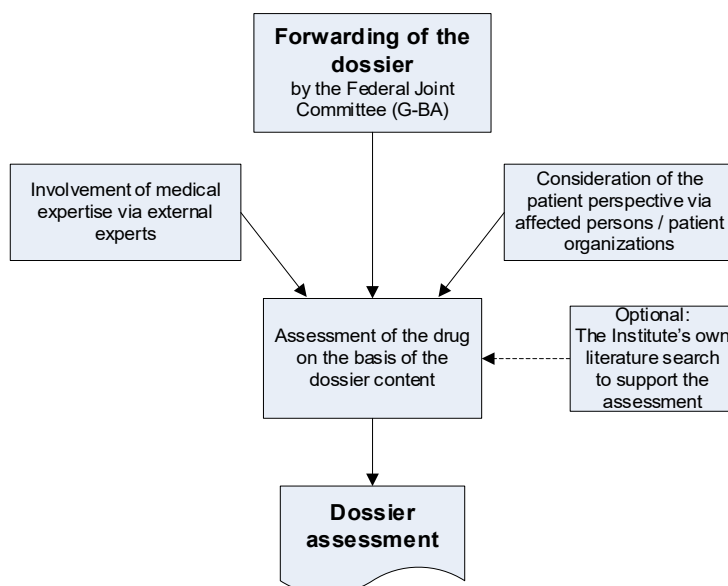 Forwarding of the
dossier
by the Federal Joint
Committee (G-BA)
Involvement of medical
expertise via external
experts
Consideration of the
patient perspective via
affected persons / patient
organizations
Assessment of the drug
on the basis of the
dossier content
Optional:
The Institute's own
literature search
to support the
assessment
Dossier
assessment